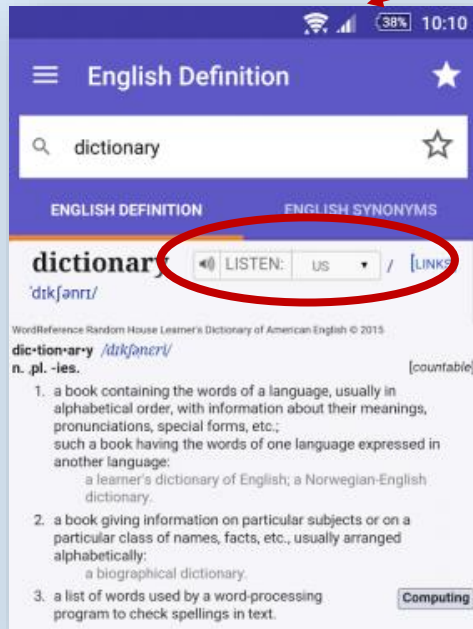 38% 10:10
English Definition
dictionary
ENGLISH DEFINITION ENGLISH SYNONYMS
dictionary LISTEN: US / [LINKS
'dɪkʃənrɪ/
WordReference Random House Learner's Dictionary of American English © 2015
dic•tion•ar•y /dɪkʃəneri/
n. ,pl. -ies. [countable]
1. a book containing the words of a language, usually in
alphabetical order, with information about their meanings,
pronunciations, special forms, etc.;
such a book having the words of one language expressed in
another language:
a learner's dictionary of English; a Norwegian-English
dictionary.
2. a book giving information on particular subjects or on a
particular class of names, facts, etc., usually arranged
alphabetically:
a biographical dictionary.
3. a list of words used by a word-processing Computing
program to check spellings in text.